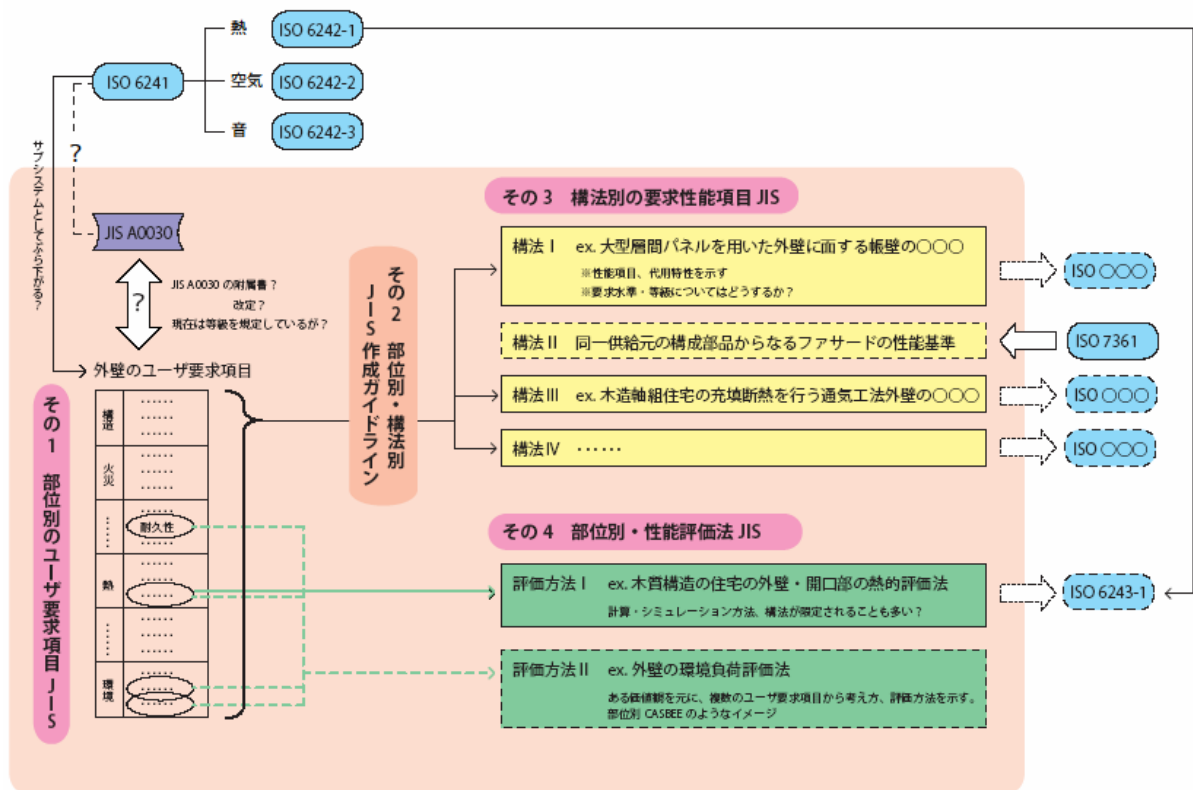 熱
ISO 6242-1
ISO 6241
空気
ISO 6242-2
音
ISO 6242-3
サブシステムとしてぶら下がる?
?
JIS A0030
?
JIS A0030 の附属書?
改定?
現在は等級を規定しているが?
外壁のユーザ要求項目
その1 部位別のユーザ要求項目 JIS
構造
……
……
……
火災
……
……
……
……
……
耐久性
……
熱
……
……
……
……
……
……
……
環境
……
……
……
その2 部位別・構法別
JIS 作成ガイドライン
その3 構法別の要求性能項目 JIS
構法Ⅰ ex. 大型層間パネルを用いた外壁に面する帳壁の○○○
※性能項目、代用特性を示す
※要求水準・等級についてはどうするか?
ISO ○○○
構法Ⅱ 同一供給元の構成部品からなるファサードの性能基準
ISO 7361
構法Ⅲ ex. 木造軸組住宅の充填断熱を行う通気工法外壁の○○○
ISO ○○○
構法Ⅳ ……
ISO ○○○
その4 部位別・性能評価法 JIS
評価方法Ⅰ ex. 木質構造の住宅の外壁・開口部の熱的評価法
計算・シミュレーション方法、構法が限定されることも多い?
ISO 6243-1
評価方法Ⅱ ex. 外壁の環境負荷評価法
ある価値観を元に、複数のユーザ要求項目から考え方、評価方法を示す。
部位別 CASBEE のようなイメージ